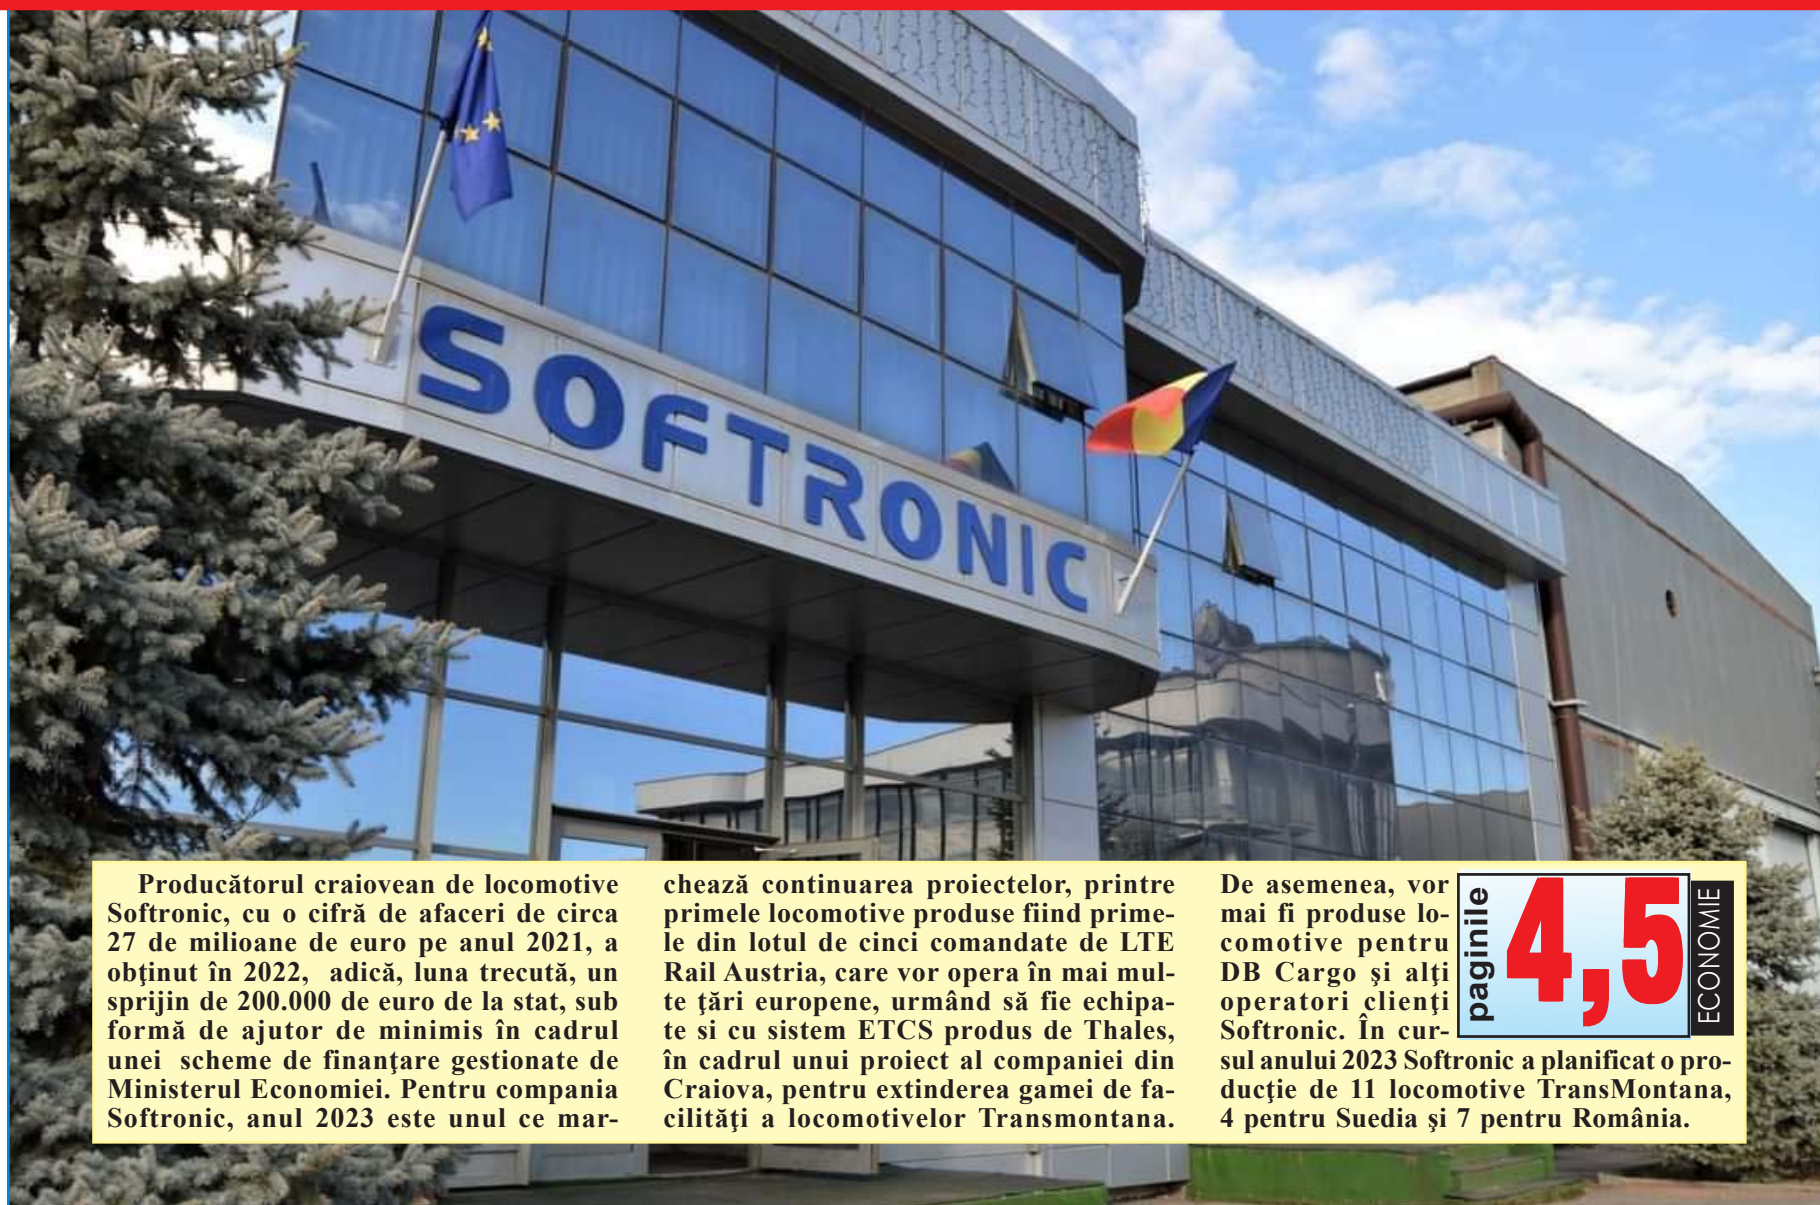 SOFTRONIC
Producătorul craiovean de locomotive
Softronic, cu o cifră de afaceri de circa
27 de milioane de euro pe anul 2021, a
obţinut în 2022, adică, luna trecută, un
sprijin de 200.000 de euro de la stat, sub
formă de ajutor de minimis în cadrul
unei scheme de finanţare gestionate de
Ministerul Economiei. Pentru compania
Softronic, anul 2023 este unul ce mar-
chează continuarea proiectelor, printre
primele locomotive produse fiind prime-
le din lotul de cinci comandate de LTE
Rail Austria, care vor opera în mai mul-
te ţări europene, urmând să fie echipa-
te si cu sistem ETCS produs de Thales,
în cadrul unui proiect al companiei din
Craiova, pentru extinderea gamei de fa-
cilităţi a locomotivelor Transmontana.
De asemenea, vor
mai fi produse lo-
comotive pentru
DB Cargo şi alţi
operatori clienţi
Softronic. În cur-
sul anului 2023 Softronic a planificat o pro-
ducţie de 11 locomotive TransMontana,
4 pentru Suedia şi 7 pentru România.
paginile
4,5
ECONOMIE